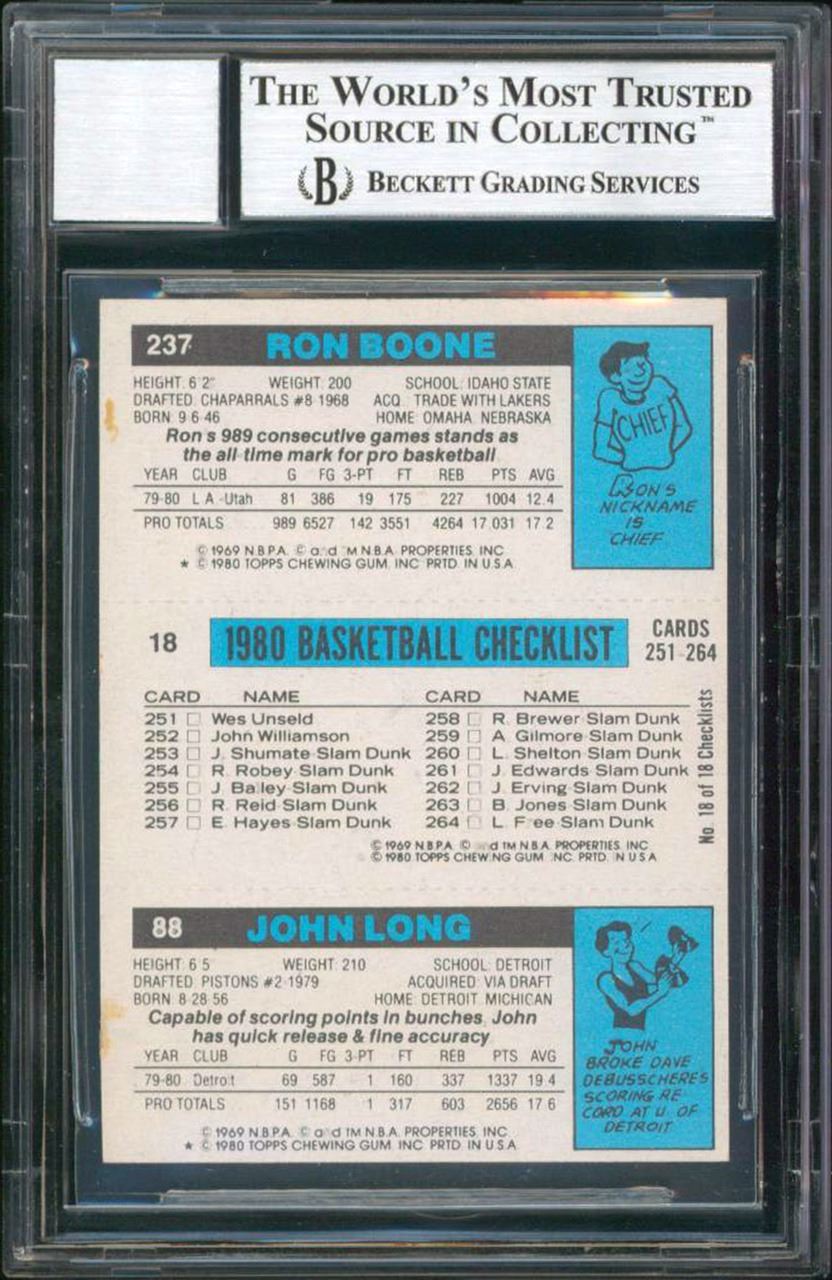 THE WORLD'S MOST TRUSTED
SOURCE IN COLLECTING™
B BECKETT GRADING SERVICES
237 RON BOONE
HEIGHT 6 2" WEIGHT 200 SCHOOL: IDAHO STATE
DRAFTED CHAPARRALS #8 1968 ACQ TRADE WITH LAKERS
BORN 9 6 46 HOME OMAHA NEBRASKA
Ron s 989 consecutive games stands as
the all time mark for pro basketball
YEAR CLUB G FG 3-PT FT REB PTS AVG
79-80 L A -Utah 81 386 19 175 227 1004 12.4
PRO TOTALS 989 6527 142 3551 4264 17.031 17.2
© 1969 N.B.P.A. © a d M N.B.A. PROPERTIES, INC
★ © 1980 TOPPS CHEWING GUM, INC PRTD. IN U.S.A
CHIEF
RON'S
NICKNAME
IS
CHIEF
18 1980 BASKETBALL CHECKLIST CARDS
251-264
CARD NAME CARD NAME
251 □ Wes Unseld 258 □ R. Brewer Slam Dunk
252 □ John Williamson 259 □ A Gilmore Slam Dunk
253 □ J. Shumate Slam Dunk 260 □ L. Shelton Slam Dunk
254 □ R. Robey Slam Dunk 261 □ J. Edwards Slam Dunk
255 □ J Ba ley Slam Dunk 262 □ J. Erving Slam Dunk
256 □ R. Reid Slam Dunk 263 □ B. Jones Slam Dunk
257 □ E. Hayes Slam Dunk 264 □ L. F ee Slam Dunk
No. 18 of 18 Checklists
© 1969 N.B.P.A. © d TM N.B.A. PROPERTIES, INC
© 1980 TOPPS CHEW NG GUM NC. PRTD. N U S A
88 JOHN LONG
HEIGHT 6 5 WEIGHT 210 SCHOOL: DETROIT
DRAFTED PISTONS #2 1979 ACQUIRED VIA DRAFT
BORN 8 28 56 HOME DETROIT MICHICAN
Capable of scoring points in bunches, John
has quick release & fine accuracy
YEAR CLUB G FG 3-PT FT REB PTS AVG
79-80 Detroit 69 587 1 160 337 1337 19.4
PRO TOTALS 151 1168 1 317 603 2656 17.6
© 1969 N.B.P.A. © a d TM N.B.A. PROPERTIES, INC.
★ © 1980 TOPPS CHEWING GUM, INC PRTD IN U.S.A
JOHN
BROKE DAVE
DEBUSSCHERES
SCORING RE
CORD AT U OF
DETROIT